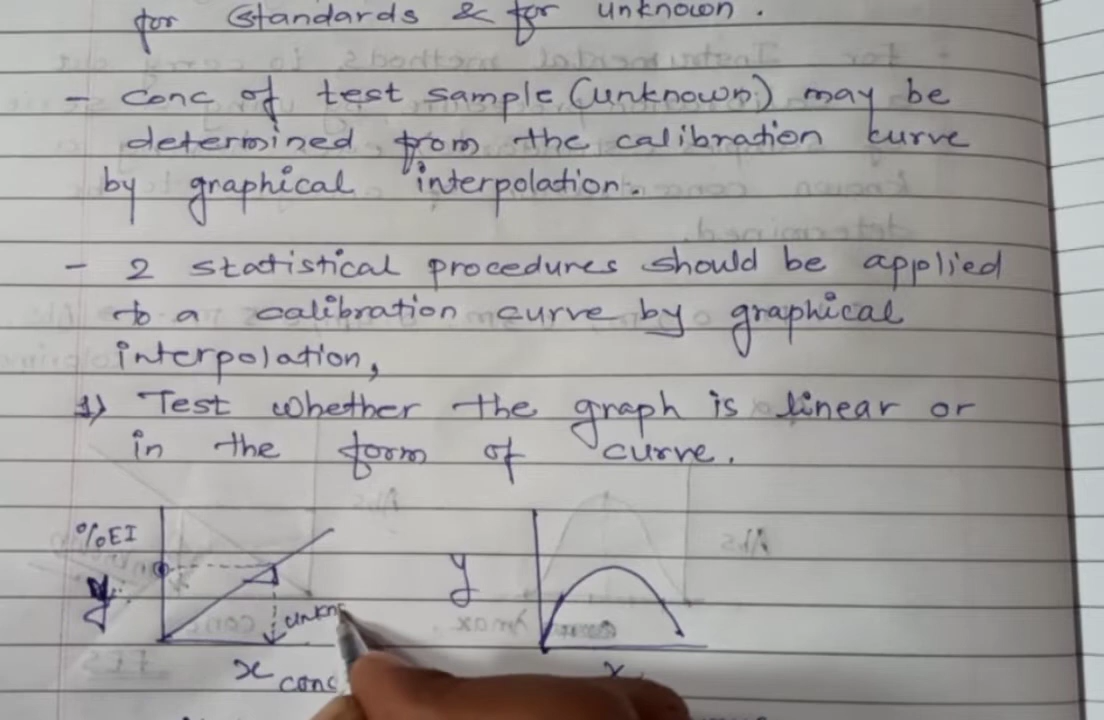 for standards & for unknown.
- conc of test sample (unknown) may be
determined from the calibration curve
by graphical interpolation.
- 2 statistical procedures should be applied
to a calibration curve by graphical
interpolation,
1) Test whether the graph is linear or
in the form of curve.
%EI
y
unkn
x conc
y
x